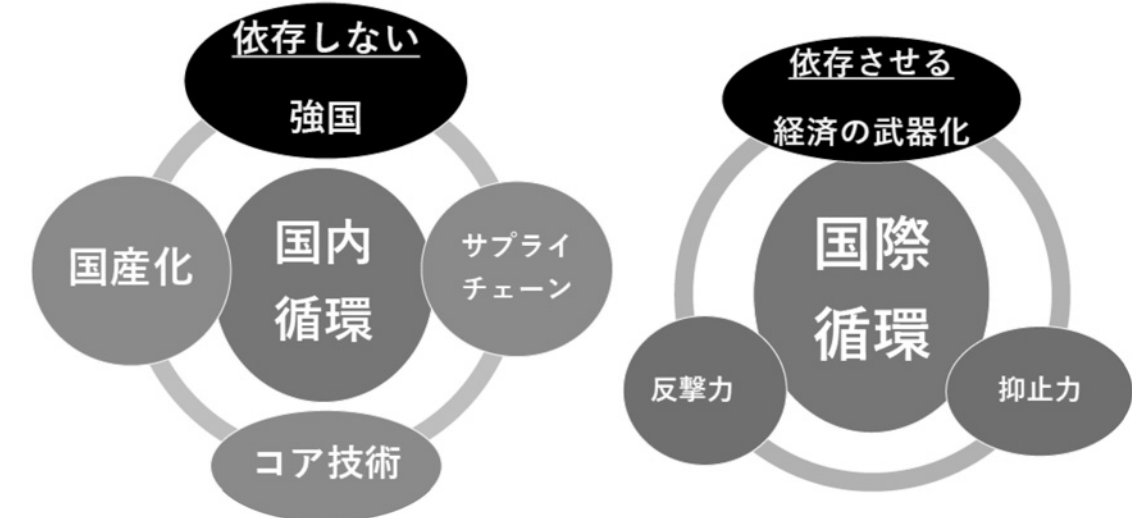 依存しない
強国
国産化
国内
循環
サプライ
チェーン
コア技術
依存させる
経済の武器化
国際
循環
反撃力
抑止力